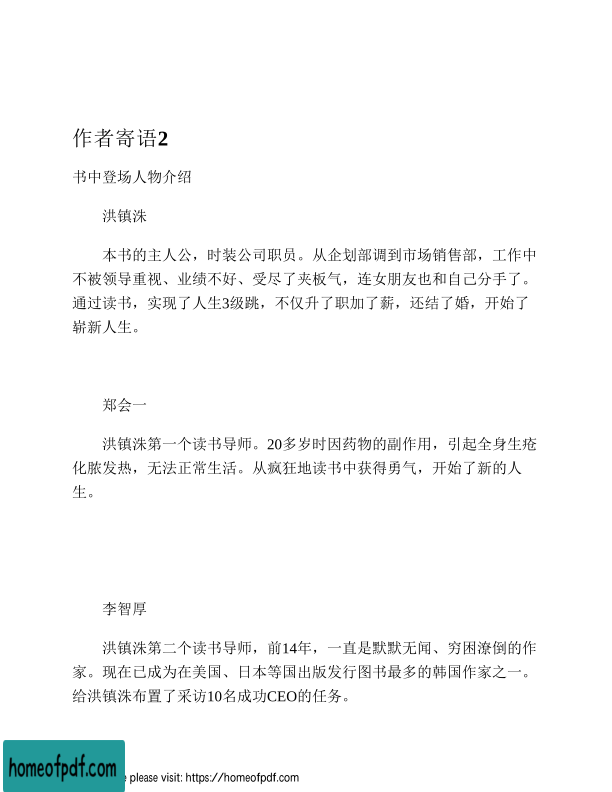 作者寄语2
书中登场人物介绍
洪镇洙
本书的主人公，时装公司职员。从企划部调到市场销售部，工作中
不被领导重视、业绩不好、受尽了夹板气，连女朋友也和自己分手了。
通过读书，实现了人生3级跳，不仅升了职加了薪，还结了婚，开始了
崭新人生。
郑会一
洪镇洙第一个读书导师。20多岁时因药物的副作用，引起全身生疮
化脓发热，无法正常生活。从疯狂地读书中获得勇气，开始了新的人
生。
李智厚
洪镇洙第二个读书导师，前14年，一直是默默无闻、穷困潦倒的作
家。现在已成为在美国、日本等国出版发行图书最多的韩国作家之一。
给洪镇洙布置了采访10名成功CEO的任务。
homeofpdf.com
please visit: https://homeofpdf.com